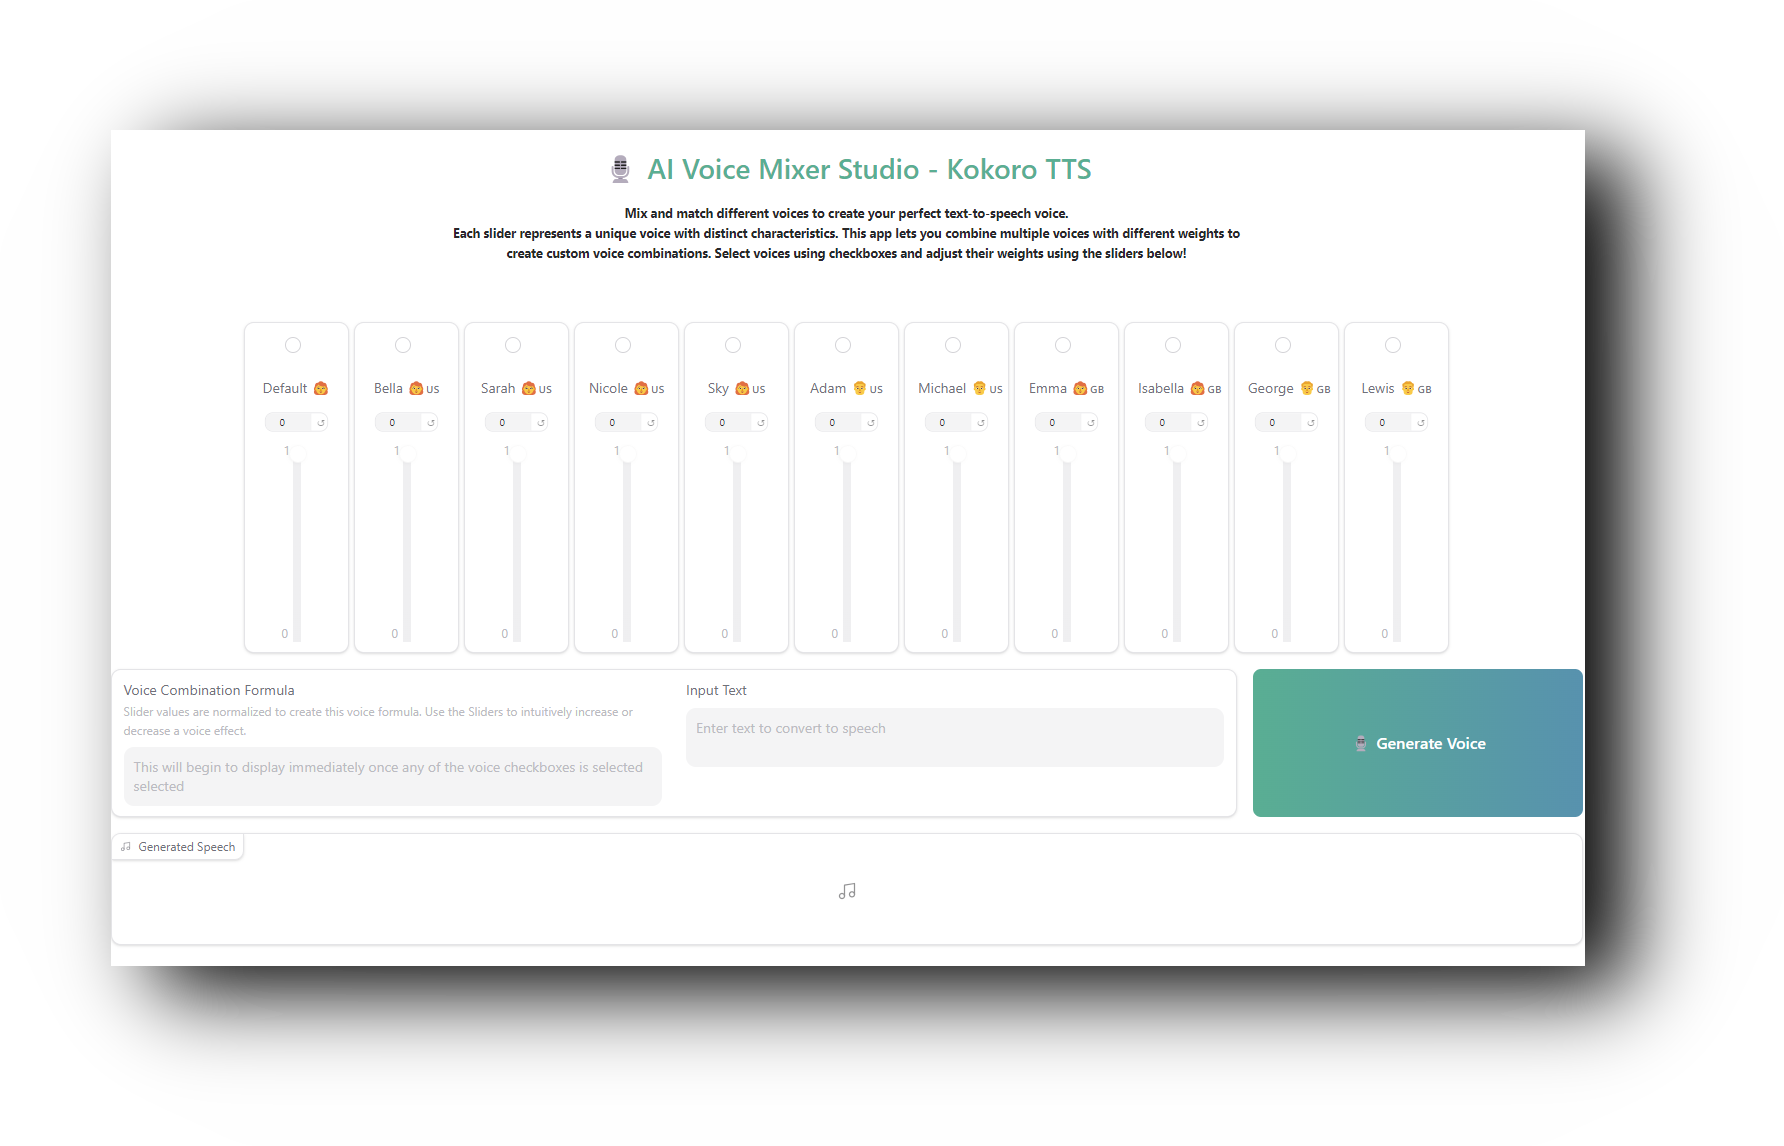 AI Voice Mixer Studio - Kokoro TTS
Mix and match different voices to create your perfect text-to-speech voice.
Each slider represents a unique voice with distinct characteristics. This app lets you combine multiple voices with different weights to
create custom voice combinations. Select voices using checkboxes and adjust their weights using the sliders below!
Default
0
1
0
Bella US
0
1
0
Sarah US
0
1
0
Nicole US
0
1
0
Sky US
0
1
0
Adam US
0
1
0
Michael US
0
1
0
Emma GB
0
1
0
Isabella GB
0
1
0
George GB
0
1
0
Lewis GB
0
1
0
Voice Combination Formula
Slider values are normalized to create this voice formula. Use the Sliders to intuitively increase or
decrease a voice effect.
This will begin to display immediately once any of the voice checkboxes is selected
selected
Input Text
Enter text to convert to speech
Generate Voice
Generated Speech